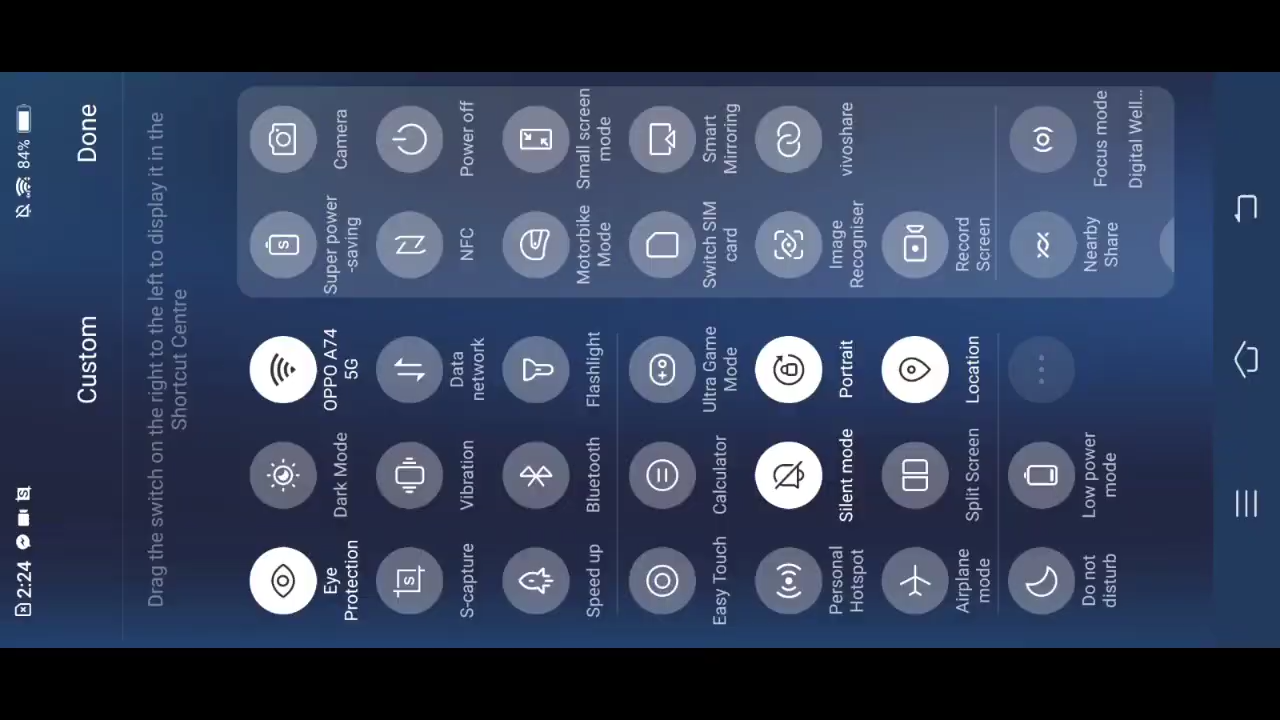 2:24 84%
Custom Done
Drag the switch on the right to the left to display it in the
Shortcut Centre
Eye
Protection
Dark Mode
OPPO A74
5G
Super power
-saving
Camera
S-capture
Vibration
Data
network
NFC
Power off
Speed up
Bluetooth
Flashlight
Motorbike
Mode
Small screen
mode
Easy Touch
Calculator
Ultra Game
Mode
Switch SIM
card
Smart
Mirroring
Personal
Hotspot
Silent mode
Portrait
Image
Recogniser
vivoshare
Airplane
mode
Split Screen
Location
Record
Screen
Do not
disturb
Low power
mode
Nearby
Share
Focus mode
Digital Well...